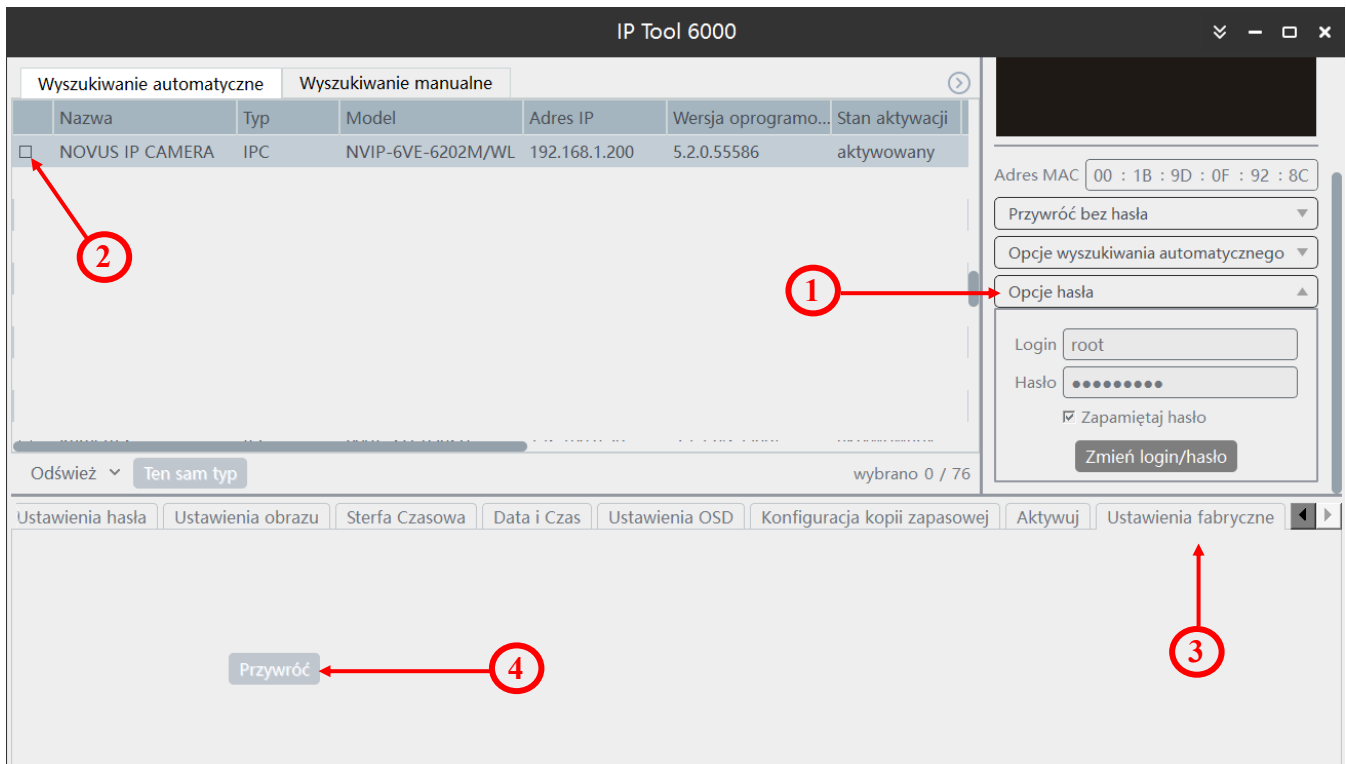 IP Tool 6000
Wyszukiwanie automatyczne Wyszukiwanie manualne
Nazwa Typ Model Adres IP Wersja oprogramo... Stan aktywacji
NOVUS IP CAMERA IPC NVIP-6VE-6202M/WL 192.168.1.200 5.2.0.55586 aktywowany
2
Odśwież Ten sam typ wybrano 0 / 76
Adres MAC 00 : 1B : 9D : 0F : 92 : 8C
Przywróć bez hasła
Opcje wyszukiwania automatycznego
1
Opcje hasła
Login root
Hasło
Zapamiętaj hasło
Zmień login/hasło
Ustawienia hasła Ustawienia obrazu Sterfa Czasowa Data i Czas Ustawienia OSD Konfiguracja kopii zapasowej Aktywuj Ustawienia fabryczne
3
Przywróć
4